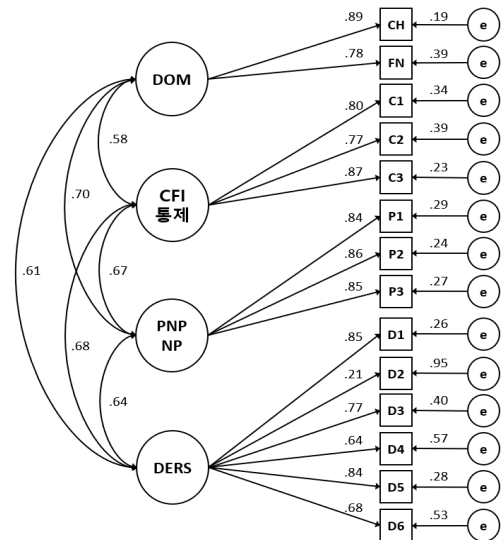 .89 CH .19 e
.78 FN .39 e
DOM
.80 C1 .34 e
.77 C2 .39 e
.58
.87 C3 .23 e
CFI
통제
.70
.84 P1 .29 e
.86 P2 .24 e
.61
.67
.85 P3 .27 e
PNP
NP
.85 D1 .26 e
.68
.21 D2 .95 e
.64
.77 D3 .40 e
.64 D4 .57 e
DERS
.84 D5 .28 e
.68 D6 .53 e